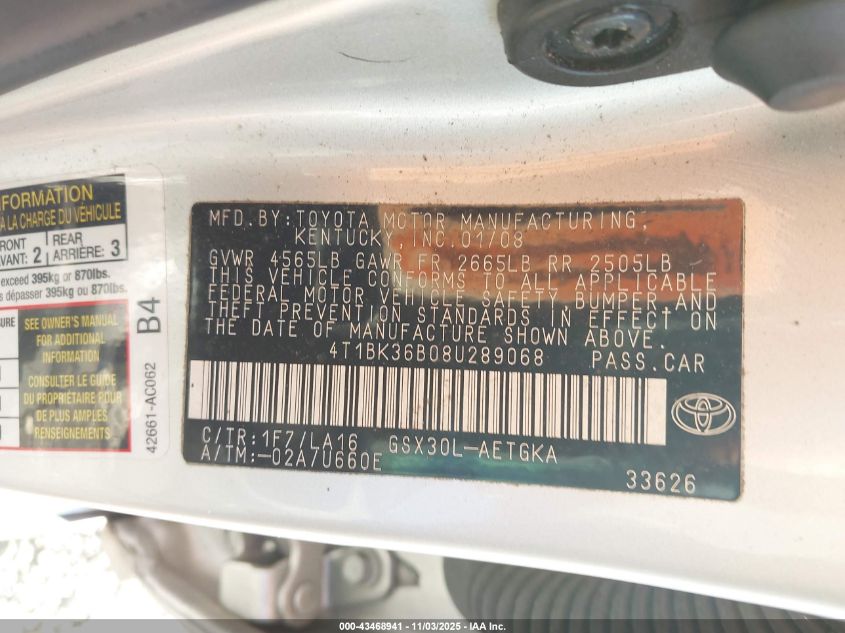 NFORMATION
À LA CHARGE DU VÉHICULE
FRONT
AVANT: 2
REAR
ARRIÈRE: 3
exceed 395kg or 870lbs.
dépasser 395kg ou 870lbs.
SEE OWNER'S MANUAL
FOR ADDITIONAL
INFORMATION
CONSULTER LE GUIDE
DU PROPRIÉTAIRE POUR
DE PLUS AMPLES
RENSEIGNEMENTS
B4
42661-AC062
MFD.BY:TOYOTA MOTOR MANUFACTURING,
KENTUCKY, INC.01/08
GVWR 4565LB GAWR FR 2665LB RR 2505LB
THIS VEHICLE CONFORMS TO ALL APPLICABLE
FEDERAL MOTOR VEHICLE SAFETY BUMPER AND
THEFT PREVENTION STANDARDS IN EFFECT ON
THE DATE OF MANUFACTURE SHOWN ABOVE.
4T1BK36B08U289068 PASS.CAR
C/TR:1F7/LA16 GSX30L-AETGKA
A/TM:-02A/U660E
33626
000-43468941 - 11/03/2025 - IAA Inc.